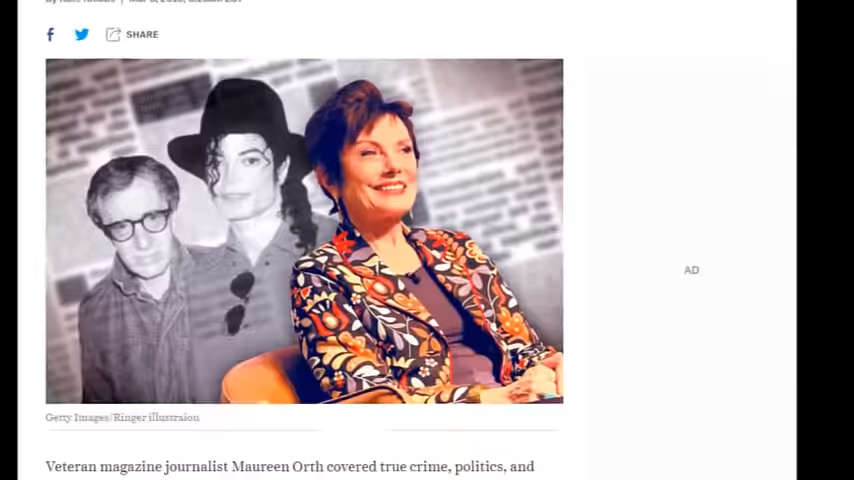 SHARE
AD
Getty Images/Ringer illustraion
Veteran magazine journalist Maureen Orth covered true crime, politics, and